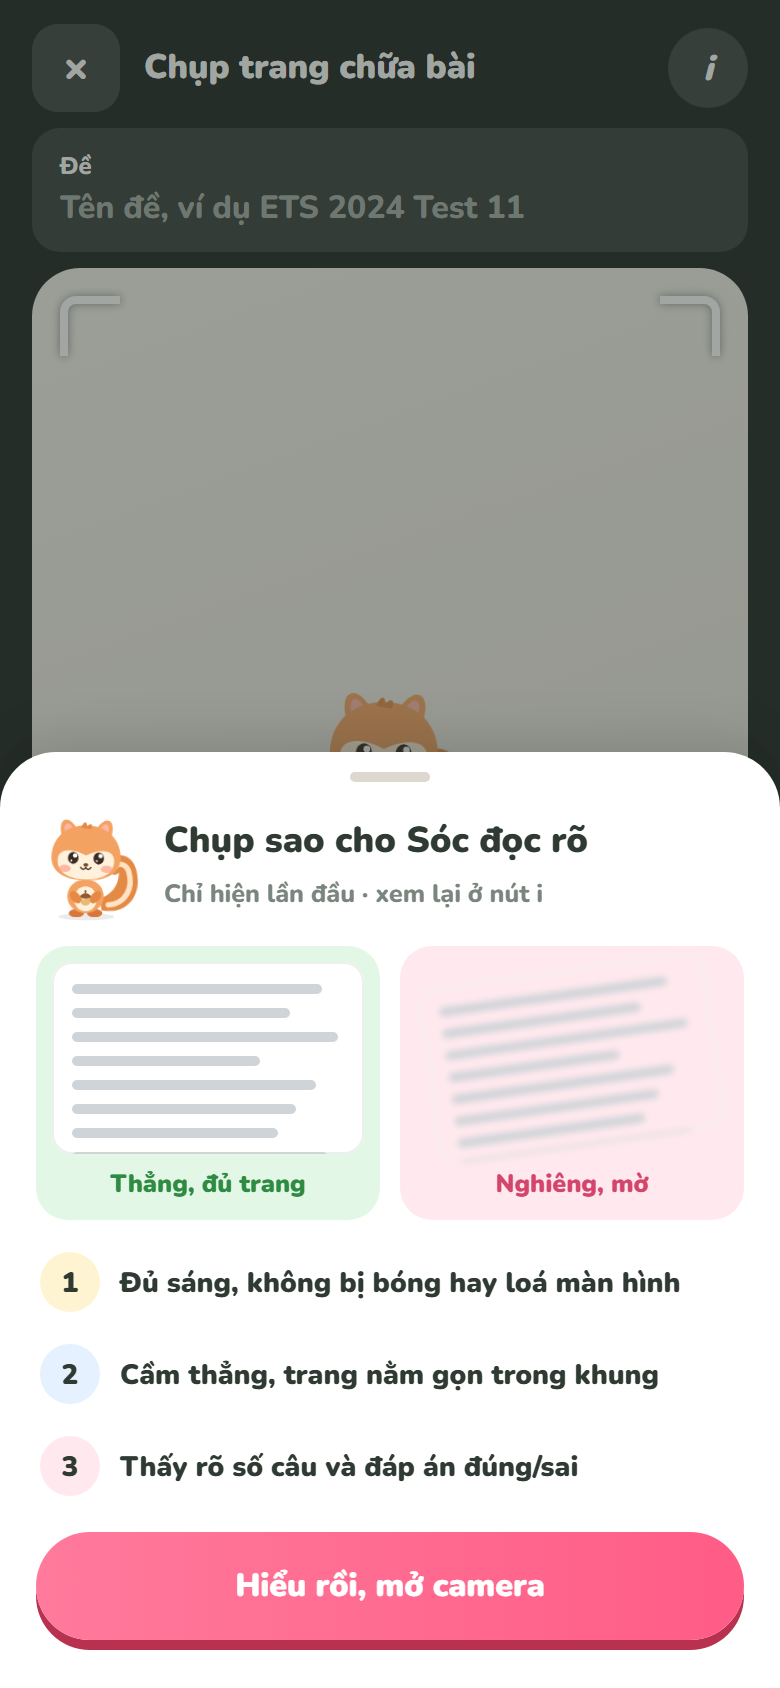 Chụp trang chữa bài
i
Đề
Tên đề, ví dụ ETS 2024 Test 11
Chụp sao cho Sóc đọc rõ
Chỉ hiện lần đầu · xem lại ở nút i
Thẳng, đủ trang
Nghiêng, mờ
1 Đủ sáng, không bị bóng hay loá màn hình
2 Cầm thẳng, trang nằm gọn trong khung
3 Thấy rõ số câu và đáp án đúng/sai
Hiểu rồi, mở camera